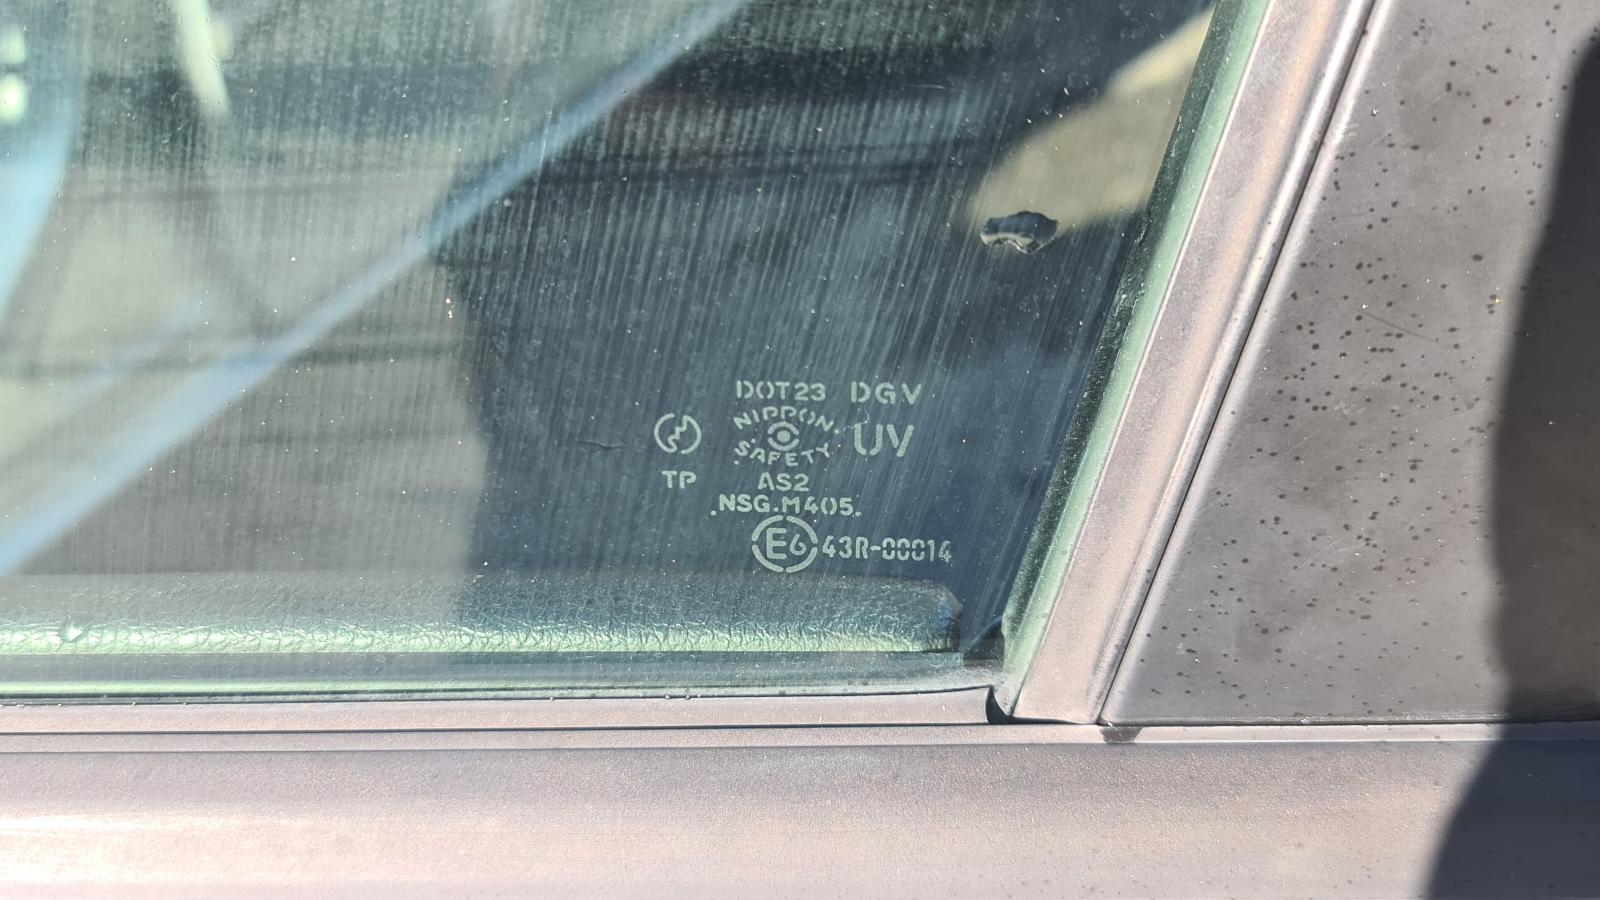 DOT23 DGV
NIPPON SAFETY UV
TP AS2
.NSG.M405.
E6 43R-00014